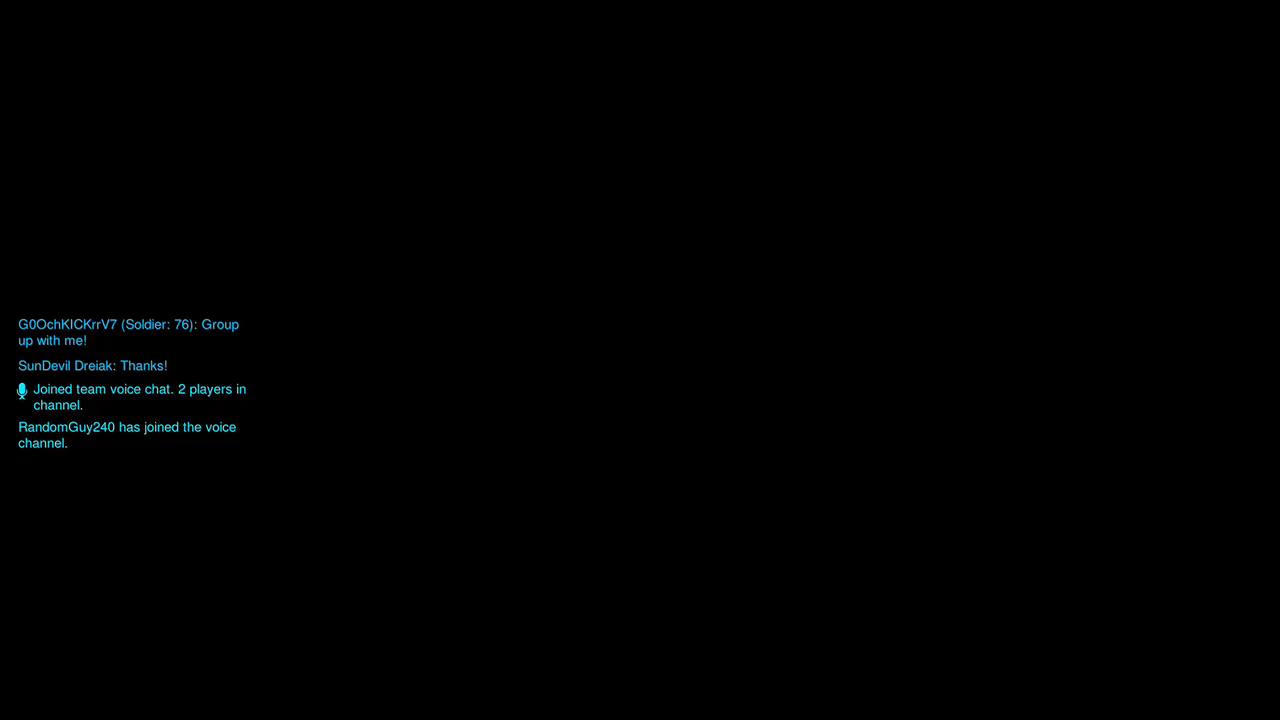 G0OchKICKrrV7 (Soldier: 76): Group
up with me!
SunDevil Dreiak: Thanks!
Joined team voice chat. 2 players in
channel.
RandomGuy240 has joined the voice
channel.